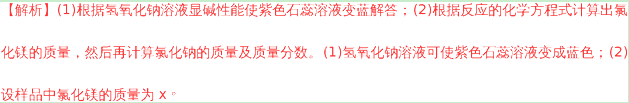 【解析】(1)根据氢氧化钠溶液显碱性能使紫色石蕊溶液变蓝解答；(2)根据反应的化学方程式计算出氯
化镁的质量，然后再计算氯化钠的质量及质量分数。(1)氢氧化钠溶液可使紫色石蕊溶液变成蓝色；(2)
设样品中氯化镁的质量为 x。